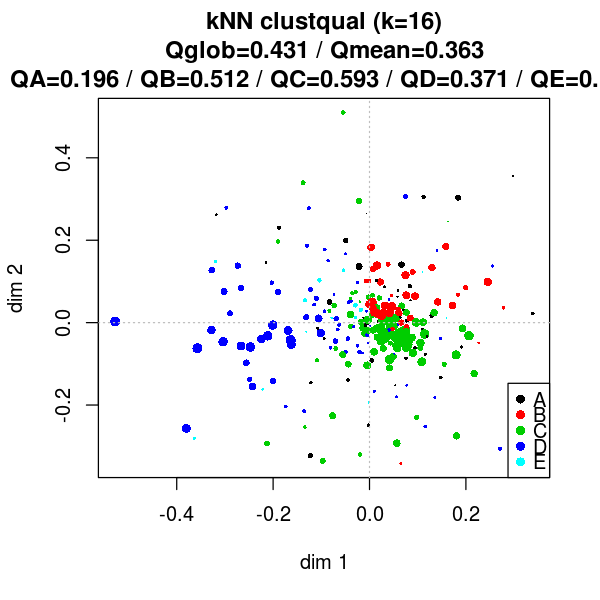 kNN clustqual (k=16)
Qglob=0.431 / Qmean=0.363
QA=0.196 / QB=0.512 / QC=0.593 / QD=0.371 / QE=0.
dim 2
0.4
0.2
0.0
-0.2
A
B
C
D
E
-0.4
-0.2
0.0
0.2
dim 1